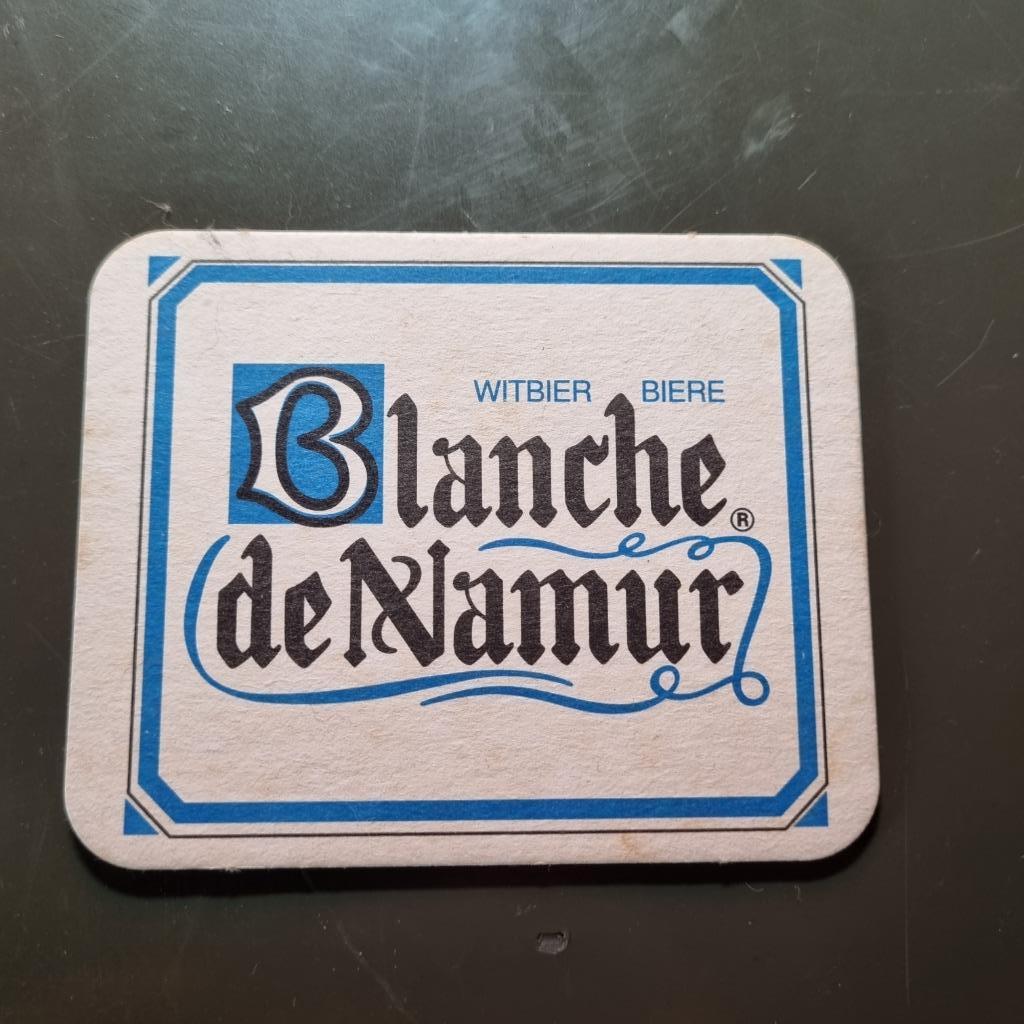 WITBIER BIERE
Blanche®
de Namur